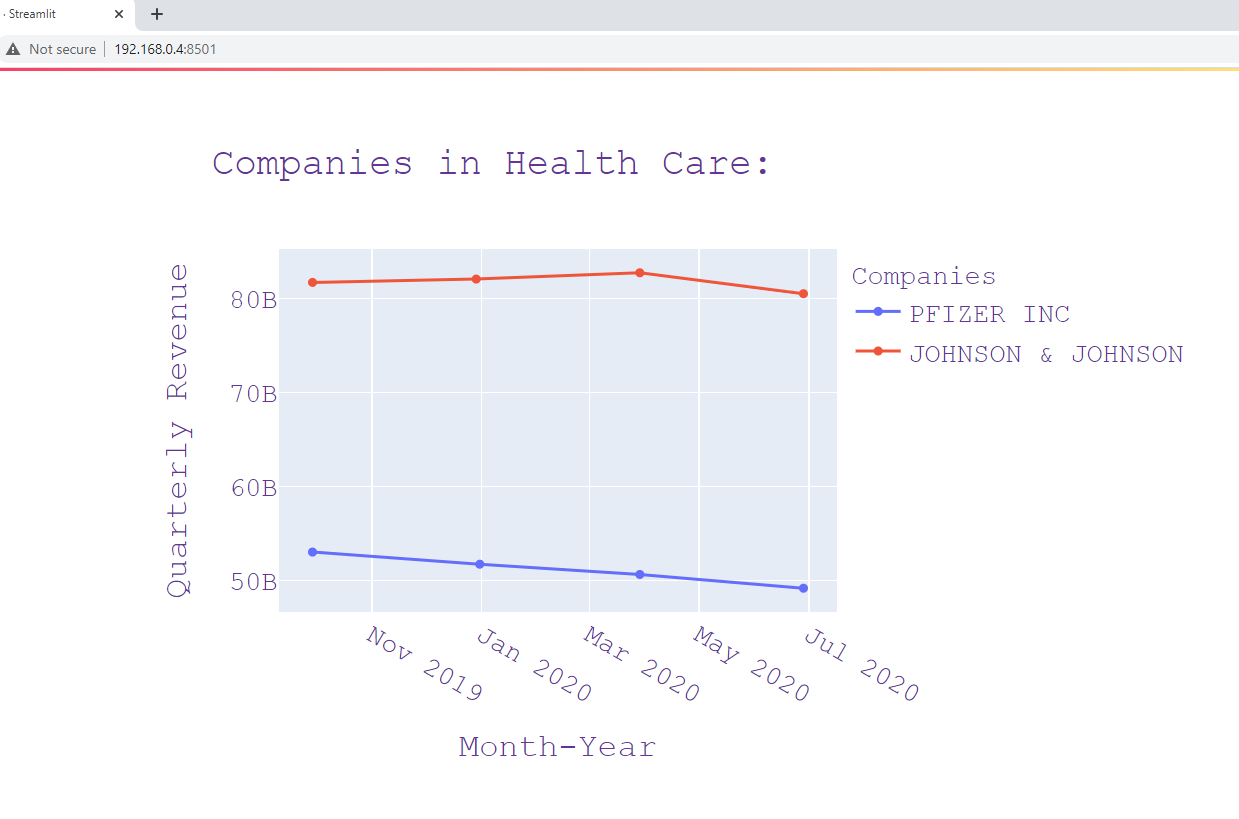 · Streamlit
Not secure
192.168.0.4:8501
Companies in Health Care:
Quarterly Revenue
80B
70B
60B
50B
Nov 2019
Jan 2020
Mar 2020
May 2020
Jul 2020
Month-Year
Companies
PFIZER INC
JOHNSON & JOHNSON